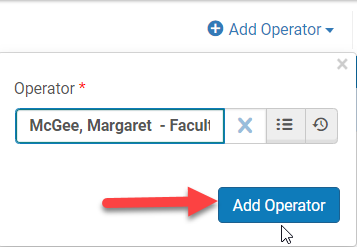 Add Operator
Operator *
McGee, Margaret - Facult
Add Operator